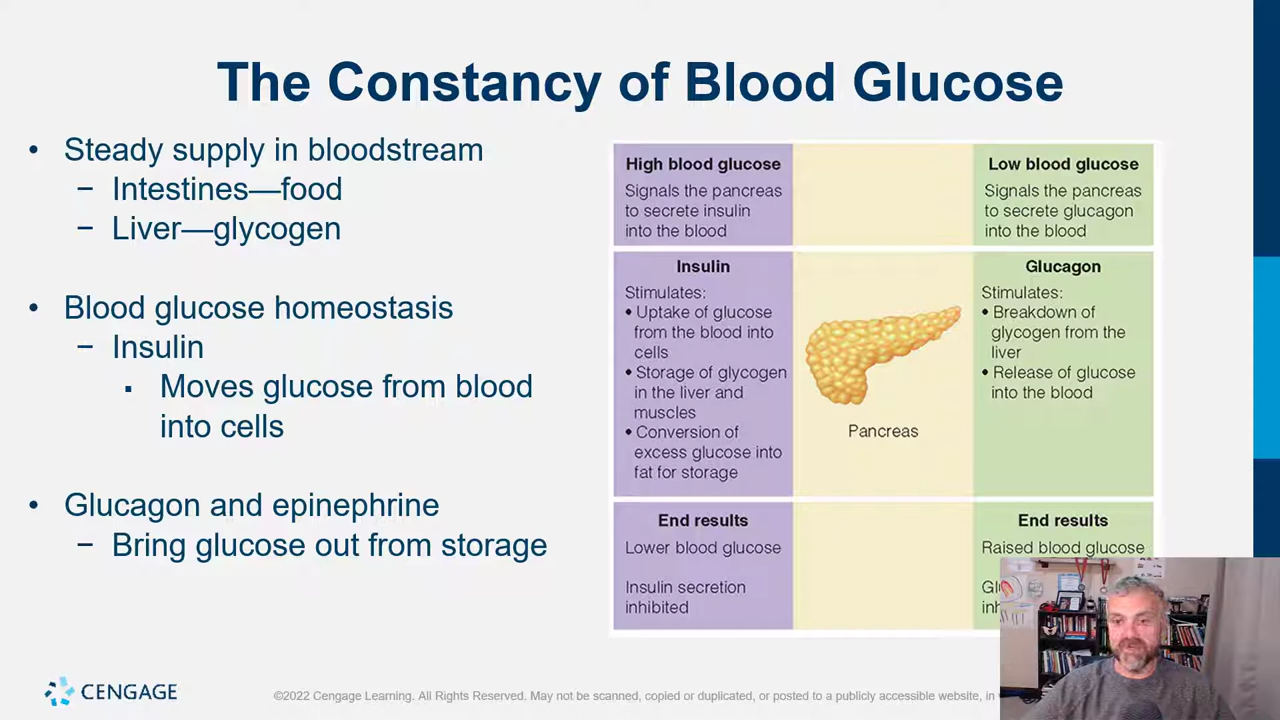 The Constancy of Blood Glucose
• Steady supply in bloodstream
− Intestines—food
− Liver—glycogen
• Blood glucose homeostasis
− Insulin
▪ Moves glucose from blood
into cells
• Glucagon and epinephrine
− Bring glucose out from storage
High blood glucose
Signals the pancreas
to secrete insulin
into the blood
Low blood glucose
Signals the pancreas
to secrete glucagon
into the blood
Insulin
Stimulates:
• Uptake of glucose
from the blood into
cells
• Storage of glycogen
in the liver and
muscles
• Conversion of
excess glucose into
fat for storage
Pancreas
Glucagon
Stimulates:
• Breakdown of
glycogen from the
liver
• Release of glucose
into the blood
End results
Lower blood glucose
Insulin secretion
inhibited
End results
Raised blood glucose
CENGAGE
©2022 Cengage Learning. All Rights Reserved. May not be scanned, copied or duplicated, or posted to a publicly accessible website, in